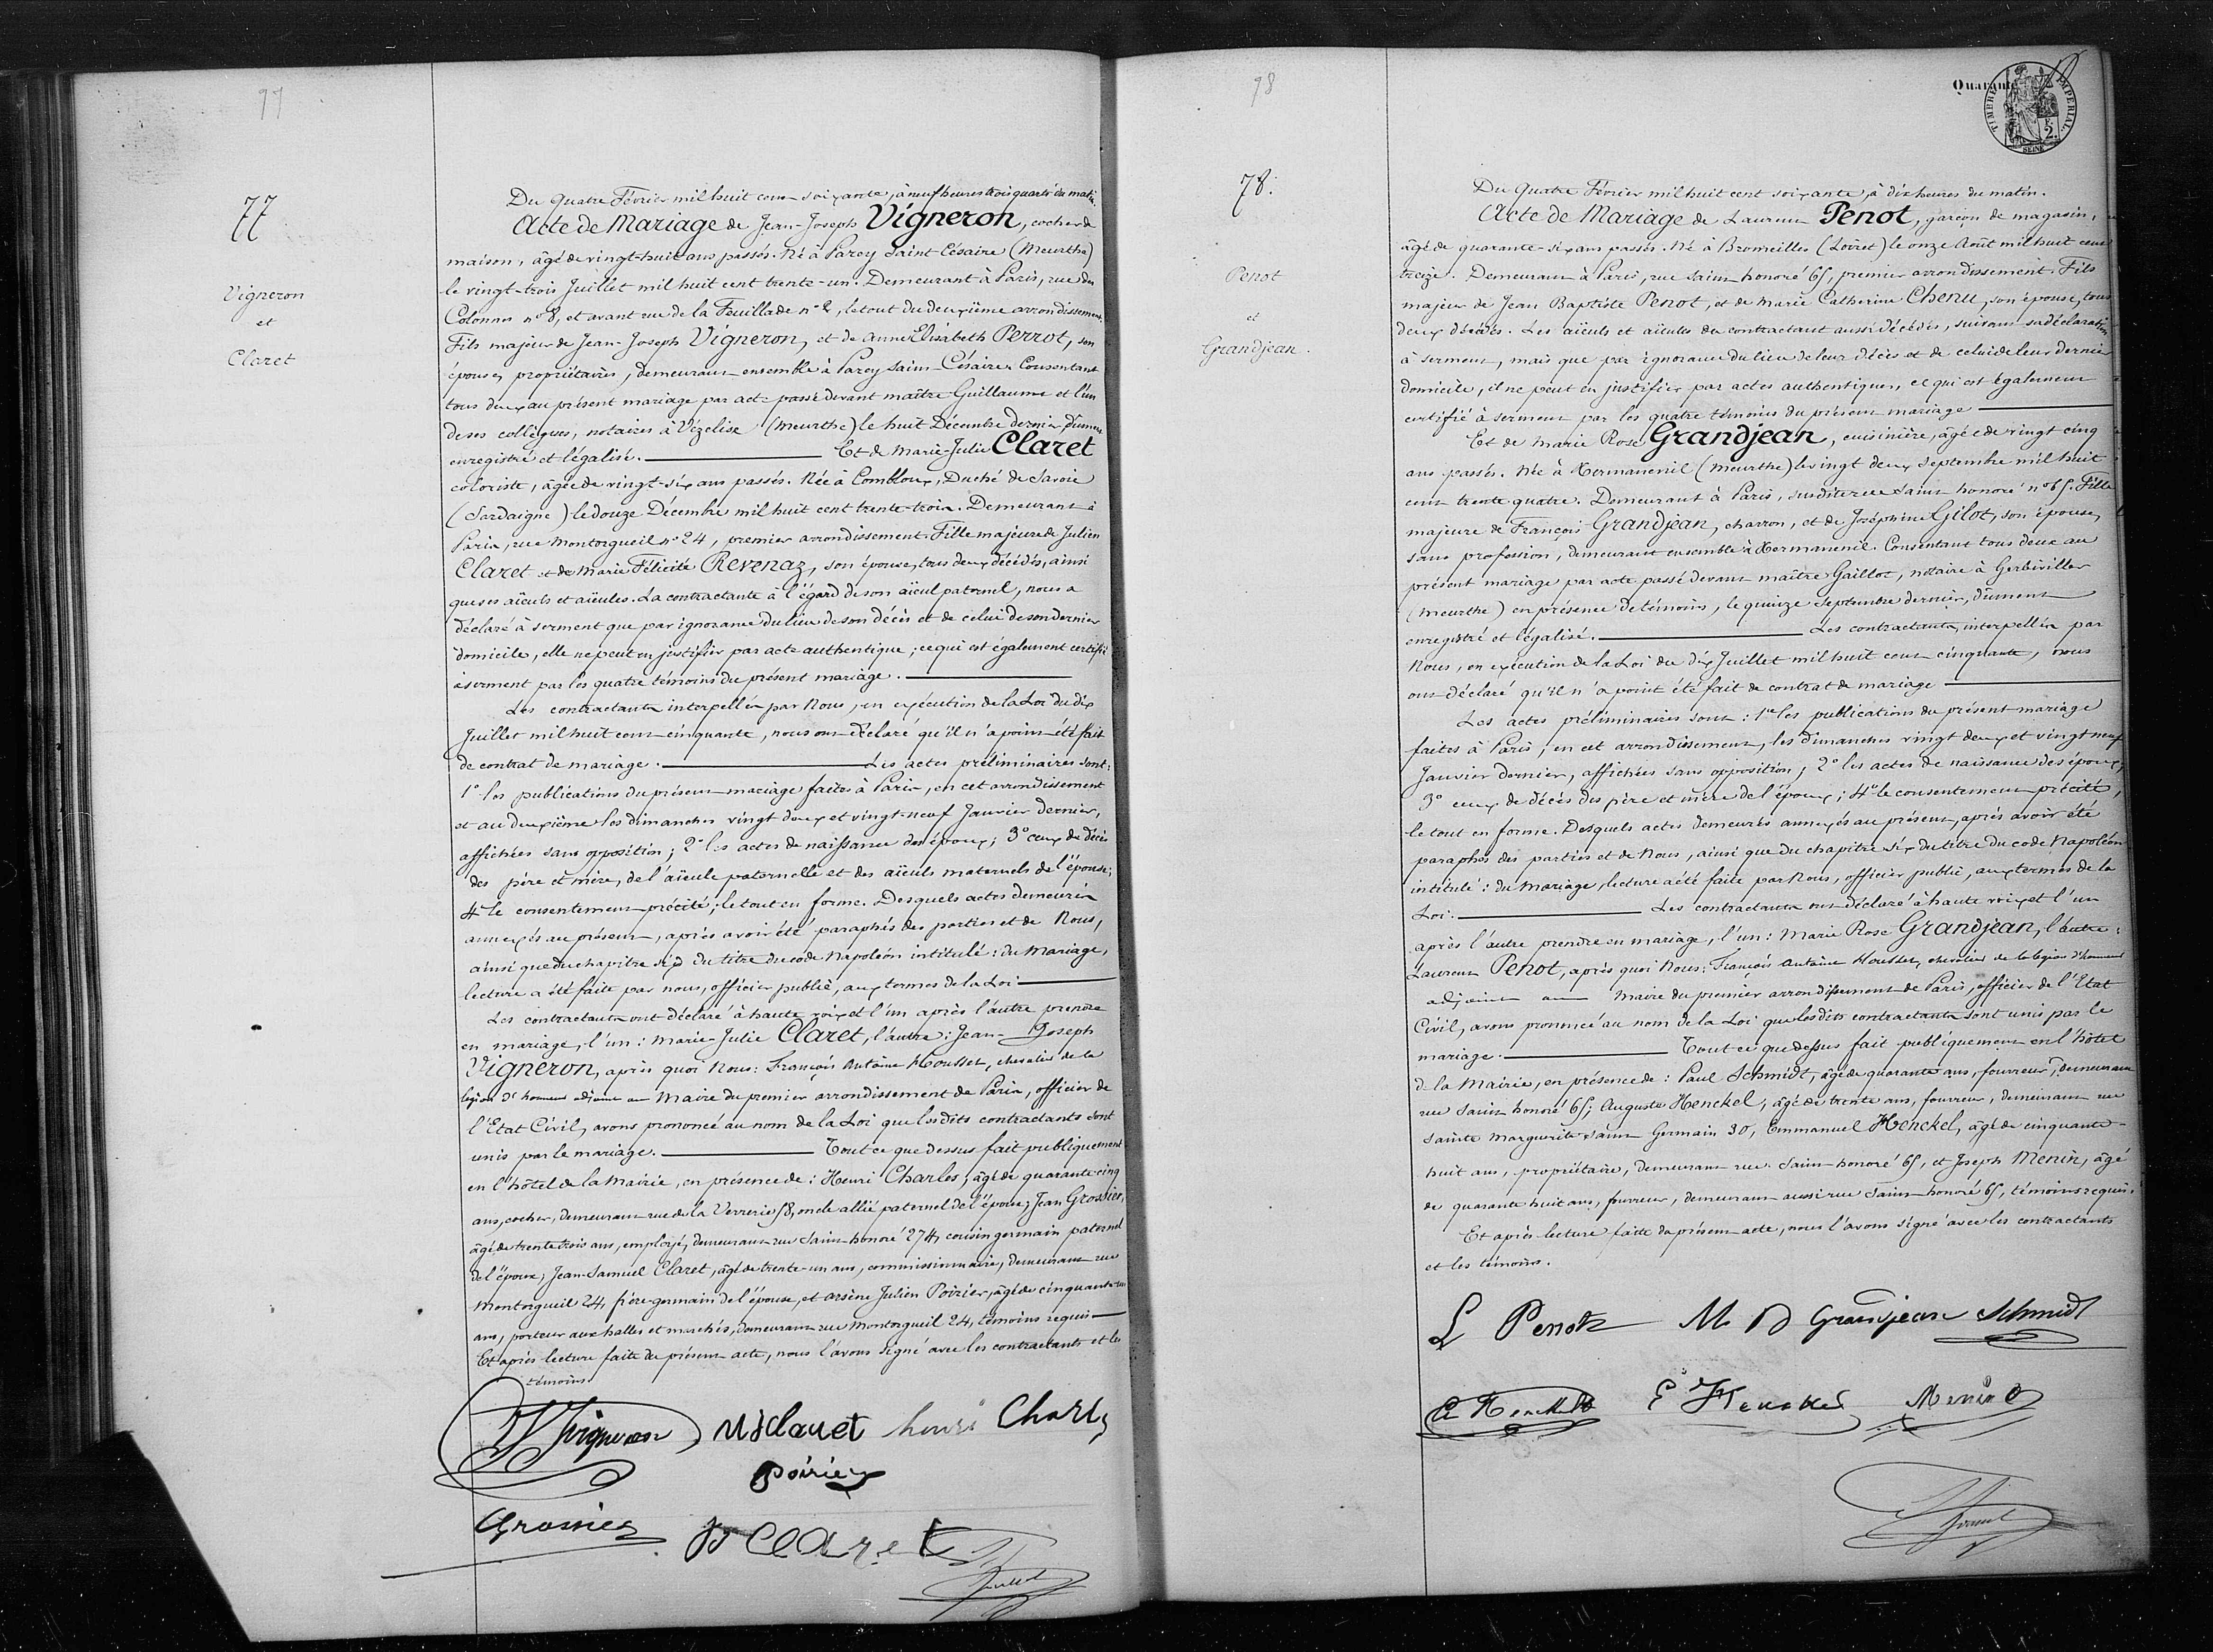 97
77
Vigneron
et
Claret
Du quatre Février mil huit cent soixante, à neuf heures trois quarts du matin.
Acte de Mariage de Jean-Joseph Vigneron, cocher de
maison, âgé de vingt-huit ans passés. Né à Parey Saint Césaire (Meurthe)
le vingt-trois Juillet mil huit cent trente-un. Demeurant à Paris, rue des
Colonnes n° 8, et avant rue de la Feuillade n° 2, le tout du deuxième arrondissement.
Fils majeur de Jean-Joseph Vigneron, et de Anne Elisabeth Perrot, son
épouse, propriétaires, demeurant ensemble à Parey Saint-Césaire. Consentant
tous deux au présent mariage par acte passé devant maître Guillaume et l'un
de ses collègues, notaires à Vézelise (Meurthe) le huit Décembre dernier dûment
enregistré et légalisé. Et de Marie-Julie Claret
coloriste, âgée de vingt-six ans passés. Née à Combloux, Duché de Savoie
(Sardaigne) le douze Décembre mil huit cent trente-trois. Demeurant à
Paris, rue Montorgueil n° 24, premier arrondissement. Fille majeure de Julien
Claret et de Marie Félicité Revenaz, son épouse, tous deux décédés, ainsi
que ses aïeuls et aïeules. La contractante à l'égard de son aïeul paternel, nous a
déclaré à serment que par ignorance du lieu de son décès et de celui de son dernier
domicile, elle ne peut en justifier par acte authentique; ce qui est également certifié
à serment par les quatre témoins du présent mariage.
Les contractants interpellés par Nous, en exécution de la Loi du dix
Juillet mil huit cent cinquante, nous ont déclaré qu'il n'a point été fait
de contrat de mariage. Les actes préliminaires sont:
1° les publications du présent mariage faites à Paris, en cet arrondissement
et au deuxième les dimanches vingt deux et vingt-neuf Janvier dernier,
affichées sans opposition; 2° les actes de naissance des époux; 3° ceux de décès
des père et mère, de l'aïeule paternelle et des aïeuls maternels de l'épouse;
4° le consentement précité; le tout en forme. Desquels actes demeurés
annexés au présent, après avoir été paraphés des parties et de Nous,
ainsi que du chapitre six du titre du code Napoléon intitulé: du Mariage,
lecture a été faite par nous, officier public, aux termes de la Loi
Les contractants ont déclaré à haute voix et l'un après l'autre prendre
en mariage, l'un: Marie-Julie Claret, l'autre: Jean-Joseph
Vigneron, après quoi Nous: François Antoine Mousset, chevalier de la
légion d'honneur adjoint au Maire du premier arrondissement de Paris, officier de
l'Etat Civil, avons prononcé au nom de la Loi que lesdits contractants sont
unis par le mariage. Tout ce que dessus fait publiquement
en l'hôtel de la Mairie, en présence de: Henri Charles, âgé de quarante cinq
ans, cocher, demeurant rue de la Verrerie 58, oncle allié paternel de l'époux; Jean Grossier,
âgé de trente trois ans, employé, demeurant rue Saint-honoré 274, cousin germain paternel
de l'époux; Jean-Samuel Claret, âgé de trente-un ans, commissionnaire, demeurant rue
Montorgueil 24, frère germain de l'épouse, et Arsène Julien Poirier, âgé de cinquante-un
ans, porteur aux halles et marchés, demeurant rue Montorgueil 24, témoins requis
Et après lecture faite du présent acte, nous l'avons signé avec les contractants et les
témoins
JJ Vigneron MJ Claret henri Charles
Poirier
Grossier JS Claret
98
Quarante
TIMBRE IMPERIAL
F. 2.
SEINE
78.
Penot
et
Grandjean.
Du Quatre Février mil huit cent soixante, à dix heures du matin.
Acte de Mariage de Laurent Penot, garçon de magasin,
âgé de quarante-six ans passés. Né à Bromeilles (Loiret) le onze Août mil huit cent
treize. Demeurant à Paris, rue Saint honoré 65, premier arrondissement. Fils
majeur de Jean Baptiste Penot, et de Marie Catherine Chenu, son épouse, tous
deux décédés. Les aïeuls et aïeules du contractant aussi décédés, suivant sa déclaration
à serment, mais que par ignorance du lieu de leur décès et de celui de leur dernier
domicile, il ne peut en justifier par actes authentiques, ce qui est également
certifié à serment par les quatre témoins du présent mariage
Et de Marie Rose Grandjean, cuisinière, âgée de vingt cinq
ans passés. Née à Xermamenil (Meurthe) le vingt deux Septembre mil huit
cent trente quatre. Demeurant à Paris, susdite rue Saint honoré n° 65. Fille
majeure de François Grandjean, charron, et de Joséphine Gilot, son épouse,
sans profession, demeurant ensemble à Xermamenil. Consentant tous deux au
présent mariage par acte passé devant maître Gaillot, notaire à Gerbéviller
(Meurthe) en présence de témoins, le quinze Septembre dernier, dûment
enregistré et légalisé. Les contractants, interpellés par
Nous, en exécution de la Loi du dix Juillet mil huit cent cinquante, nous
ont déclaré qu'il n'a point été fait de contrat de mariage
Les actes préliminaires sont: 1° les publications du présent mariage
faites à Paris, en cet arrondissement, les dimanches vingt deux et vingt neuf
Janvier dernier, affichées sans opposition; 2° les actes de naissance des époux;
3° ceux de décès des père et mère de l'époux; 4° le consentement précité,
le tout en forme. Desquels actes demeurés annexés au présent, après avoir été
paraphés des parties et de Nous, ainsi que du chapitre six du titre du code Napoléon
intitulé: du Mariage, lecture a été faite par Nous, officier public, aux termes de la
Loi. Les contractants ont déclaré à haute voix et l'un
après l'autre prendre en mariage, l'un: Marie Rose Grandjean, l'autre:
Laurent Penot, après quoi Nous: François Antoine Mousset, chevalier de la légion d'honneur
adjoint au Maire du premier arrondissement de Paris, officier de l'Etat
Civil, avons prononcé au nom de la Loi que lesdits contractants sont unis par le
mariage. Tout ce que dessus fait publiquement en l'hôtel
de la Mairie, en présence de: Paul Schmidt, âgé de quarante ans, fourreur, demeurant
rue Saint honoré 65; Auguste Henckel, âgé de trente ans, fourreur, demeurant rue
Sainte Marguerite Saint Germain 30, Emmanuel Henckel, âgé de cinquante-
huit ans, propriétaire, demeurant rue Saint-honoré 65, et Joseph Menin, âgé
de quarante huit ans, fourreur, demeurant aussi rue Saint-honoré 65, témoins requis.
Et après lecture faite du présent acte, nous l'avons signé avec les contractants
et les témoins.
L Penot M R Grandjean Schmidt
A Henckel E Henckel Menin